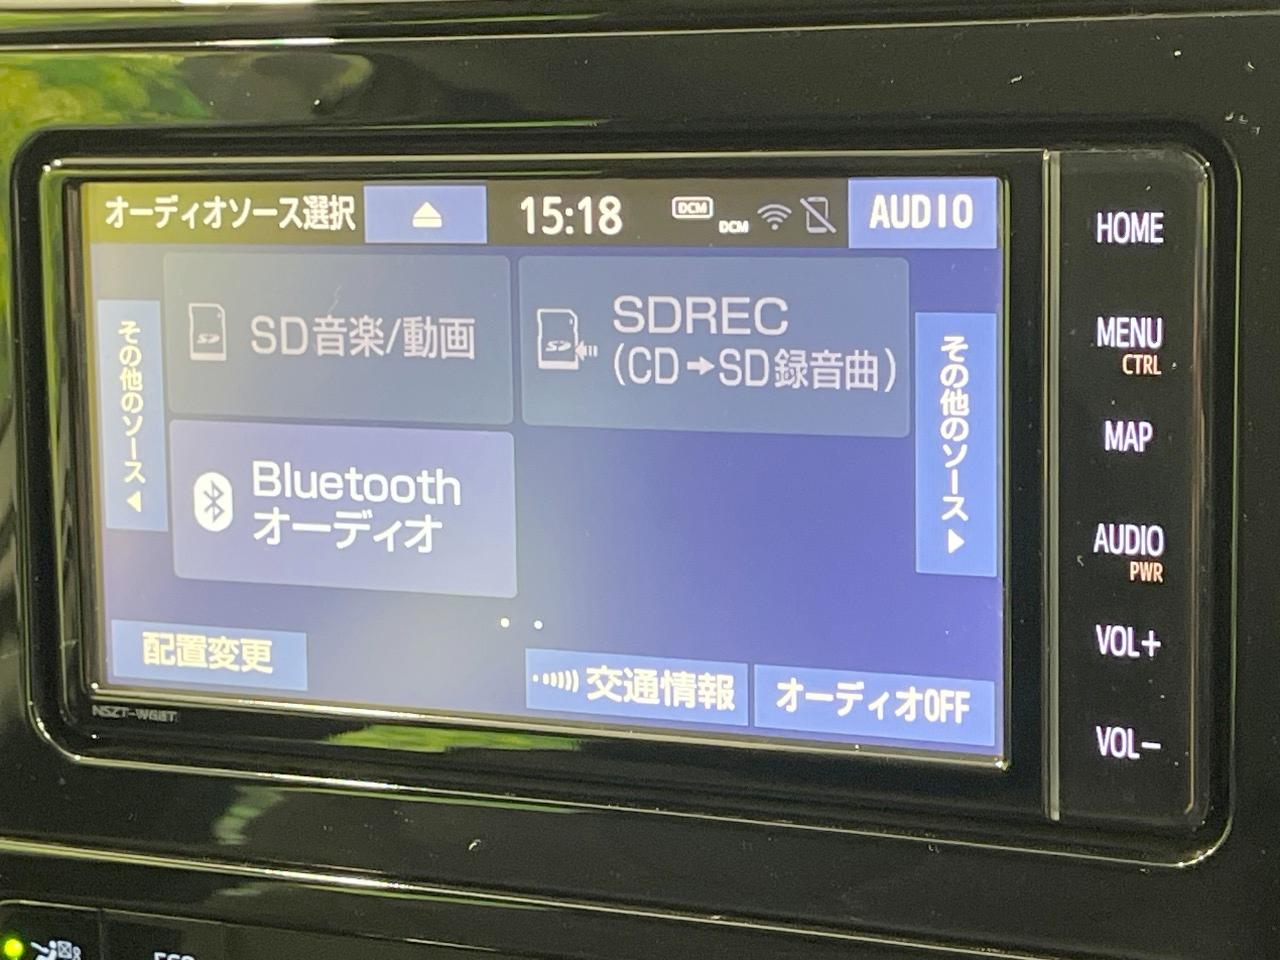 オーディオソース選択
15:18
DCM
DCM
AUDIO
その他のソース
SD音楽/動画
SDREC
(CD→SD録音曲)
その他のソース
Bluetooth
オーディオ
配置変更
交通情報
オーディオOFF
NSZT-W68T
HOME
MENU
CTRL
MAP
AUDIO
PWR
VOL+
VOL-